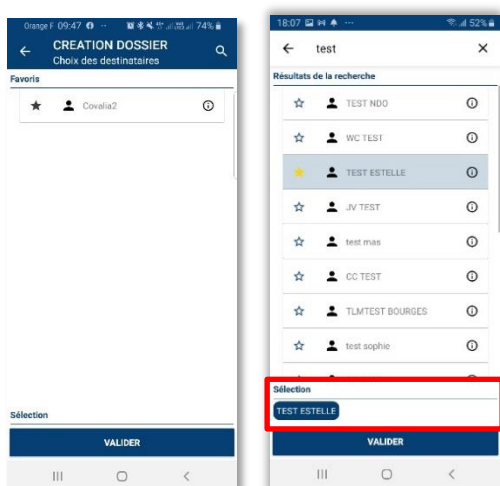 Orange F 09:47 74%
CREATION DOSSIER
Choix des destinataires
Favoris
Covalia2
Sélection
VALIDER
18:07 52%
test
Résultats de la recherche
TEST NDO
WC TEST
TEST ESTELLE
JV TEST
test mas
CC TEST
TLMTEST BOURGES
test sophie
Sélection
TEST ESTELLE
VALIDER